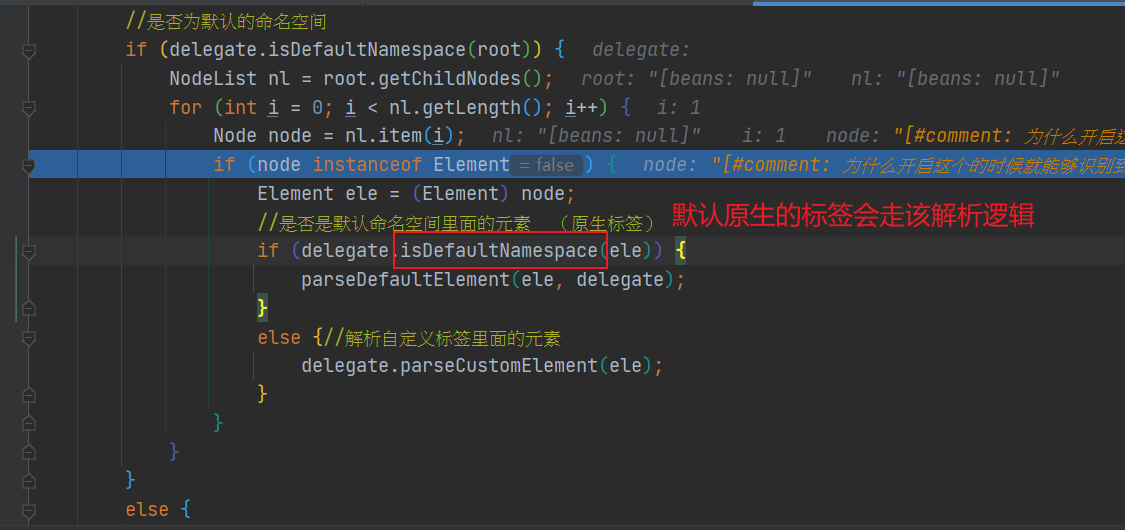 //是否为默认的命名空间
if (delegate.isDefaultNamespace(root)) {   delegate:
NodeList nl = root.getChildNodes();   root: "[beans: null]"    nl: "[beans: null]"
for (int i = 0; i < nl.getLength(); i++) {   i: 1
Node node = nl.item(i);   nl: "[beans: null]"    i: 1    node: "[#comment: 为什么开启这
if (node instanceof Element = false ) {   node: "[#comment: 为什么开启这个的时候就能够识别到
Element ele = (Element) node;
//是否是默认命名空间里面的元素 （原生标签） 默认原生的标签会走该解析逻辑
if (delegate.isDefaultNamespace(ele)) {
parseDefaultElement(ele, delegate);
}
else {//解析自定义标签里面的元素
delegate.parseCustomElement(ele);
}
}
}
}
else {